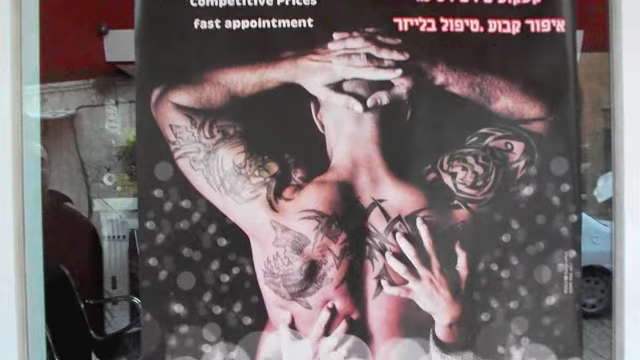 Competitive Prices
fast appointment
איפור קבוע .טיפול בלייזר